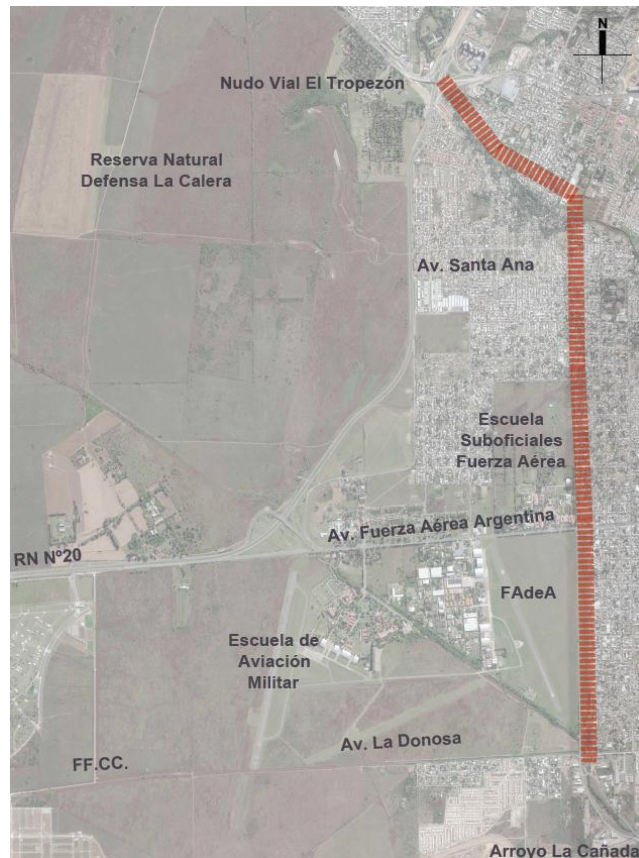 N
Nudo Vial El Tropezón
Reserva Natural
Defensa La Calera
Av. Santa Ana
Escuela
Suboficiales
Fuerza Aérea
Av. Fuerza Aérea Argentina
RN Nº20
FAdeA
Escuela de
Aviación
Militar
Av. La Donosa
FF.CC.
Arroyo La Cañada